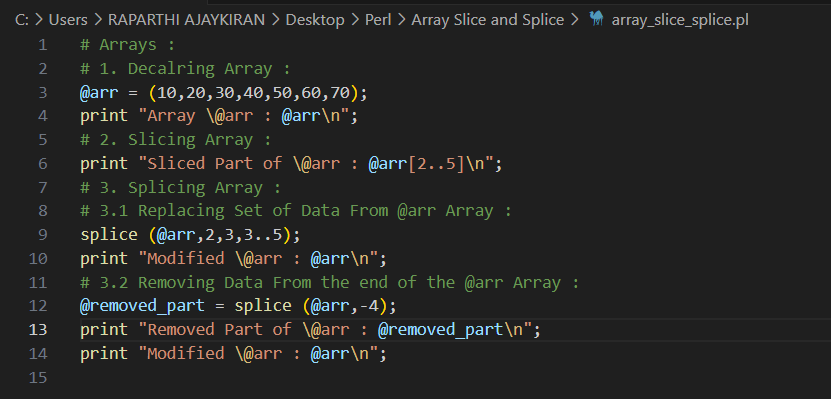 C: > Users > RAPARTHI AJAYKIRAN > Desktop > Perl > Array Slice and Splice > array_slice_splice.pl
1 # Arrays :
2 # 1. Decalring Array :
3 @arr = (10,20,30,40,50,60,70);
4 print "Array \@arr : @arr\n";
5 # 2. Slicing Array :
6 print "Sliced Part of \@arr : @arr[2..5]\n";
7 # 3. Splicing Array :
8 # 3.1 Replacing Set of Data From @arr Array :
9 splice (@arr,2,3,3..5);
10 print "Modified \@arr : @arr\n";
11 # 3.2 Removing Data From the end of the @arr Array :
12 @removed_part = splice (@arr,-4);
13 print "Removed Part of \@arr : @removed_part\n";
14 print "Modified \@arr : @arr\n";
15